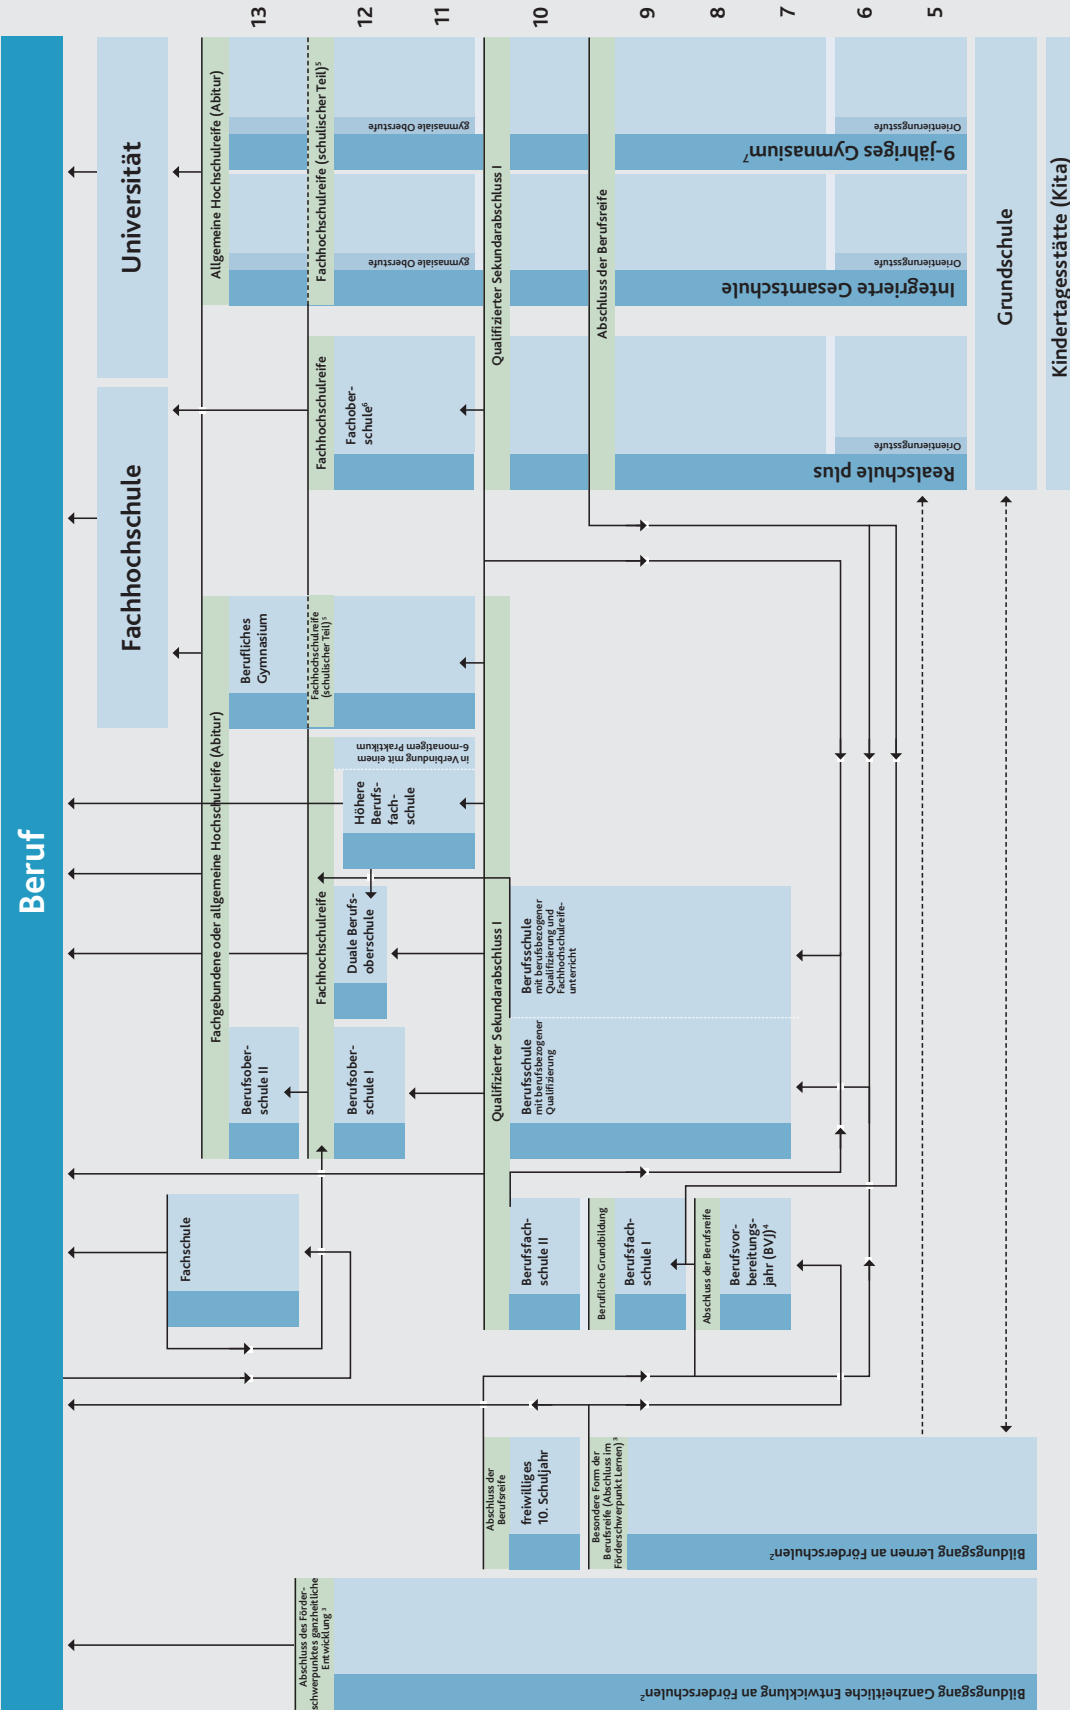 Beruf
Fachhochschule
Universität
Fachgebundene oder allgemeine Hochschulreife (Abitur)
Allgemeine Hochschulreife (Abitur)
13
12
11
10
9
8
7
6
5
Fachschule
Berufsober-
schule II
Berufliches
Gymnasium
Abschluss des Förder-
schwerpunktes ganzheitliche
Entwicklung ³
Fachhochschulreife
Fachhochschulreife
(schulischer Teil) ⁵
Fachhochschulreife
Fachhochschulreife (schulischer Teil)⁵
Berufsober-
schule I
Duale Berufs-
oberschule
Höhere
Berufs-
fach-
schule
in Verbindung mit einem
6-monatigem Praktikum
Fachober-
schule⁶
gymnasiale Oberstufe
gymnasiale Oberstufe
Abschluss der
Berufsreife
Qualifizierter Sekundarabschluss I
Qualifizierter Sekundarabschluss I
freiwilliges
10. Schuljahr
Berufsfach-
schule II
Berufsschule
mit berufsbezogener
Qualifizierung
Berufsschule
mit berufsbezogener
Qualifizierung und
Fachhochschulreife-
unterricht
Besondere Form der
Berufsreife (Abschluss im
Förderschwerpunkt Lernen) ³
Berufliche Grundbildung
Abschluss der Berufsreife
Berufsfach-
schule I
Abschluss der Berufsreife
Berufsvor-
bereitungs-
jahr (BVJ)⁴
Realschule plus
Orientierungsstufe
Integrierte Gesamtschule
Orientierungsstufe
9-jähriges Gymnasium⁷
Orientierungsstufe
Grundschule
Kindertagesstätte (Kita)
Bildungsgang Ganzheitliche Entwicklung an Förderschulen²
Bildungsgang Lernen an Förderschulen²